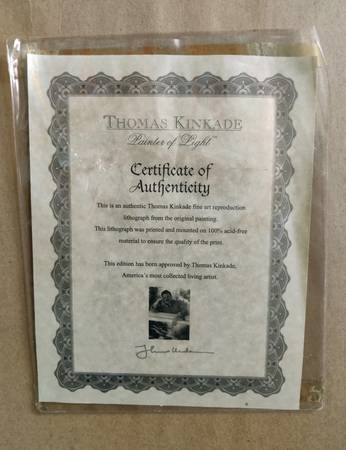 THOMAS KINKADE
Painter of Light™
Certificate of
Authenticity
This is an authentic Thomas Kinkade fine art reproduction
lithograph from the original painting.
This lithograph was printed and mounted on 100% acid-free
material to ensure the quality of the print.
This edition has been approved by Thomas Kinkade,
America's most collected living artist.